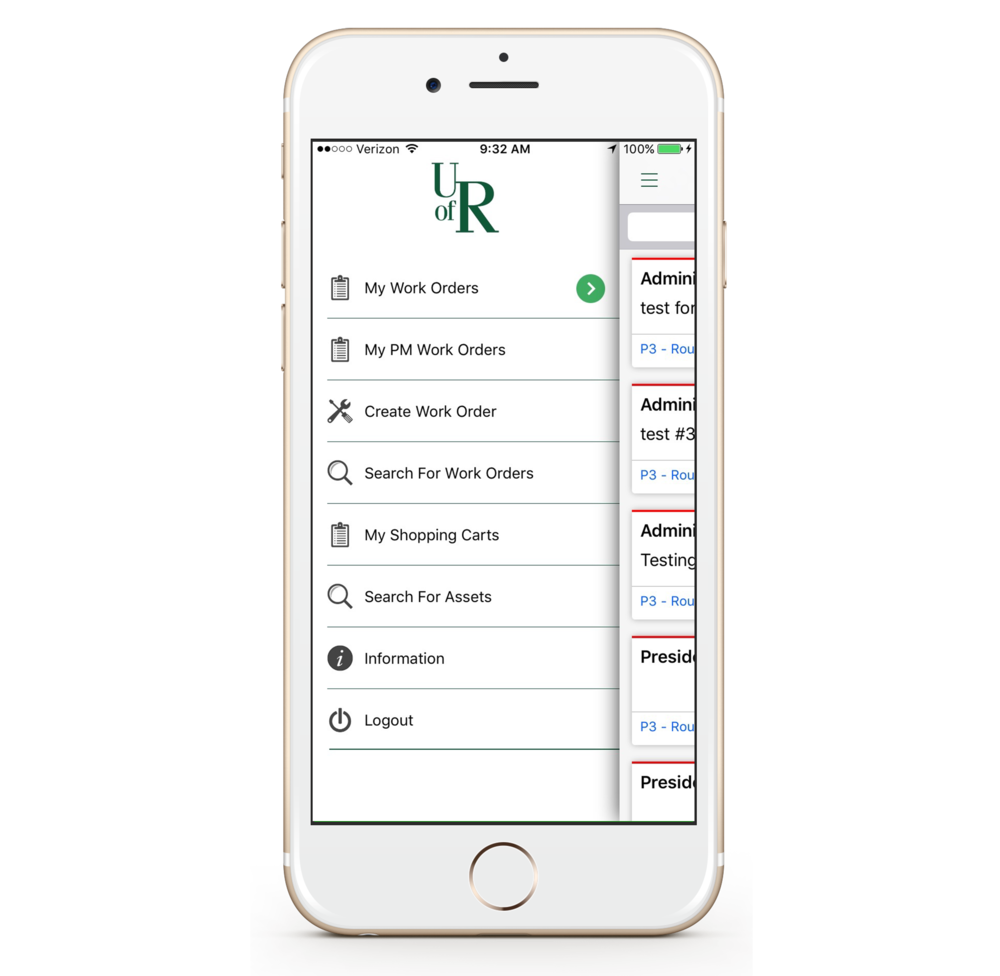 Verizon 9:32 AM 100%
U
of R
My Work Orders
My PM Work Orders
Create Work Order
Search For Work Orders
My Shopping Carts
Search For Assets
Information
Logout
Admini
test for
P3 - Rou
Admini
test #3
P3 - Rou
Admini
Testing
P3 - Rou
Preside
P3 - Rou
Preside